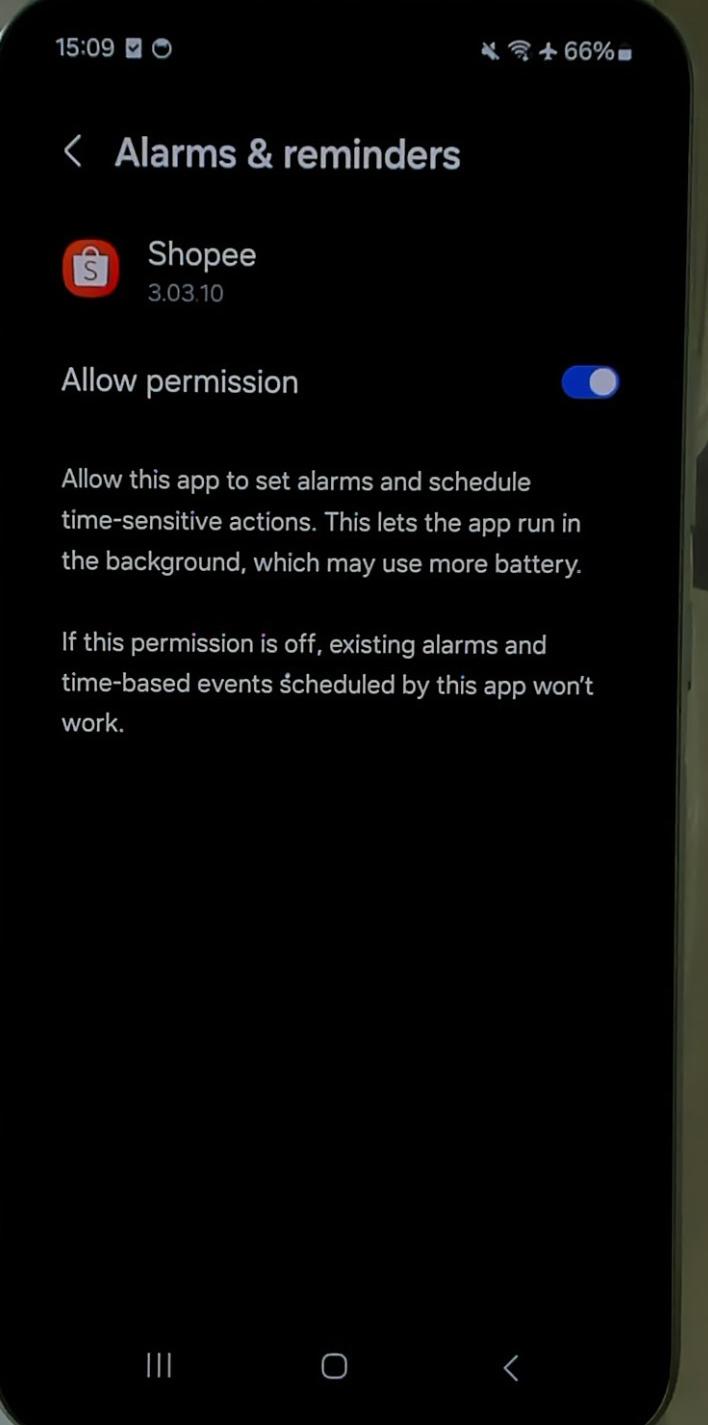 15:09
66%
Alarms & reminders
S
Shopee
3.03.10
Allow permission
Allow this app to set alarms and schedule
time-sensitive actions. This lets the app run in
the background, which may use more battery.
If this permission is off, existing alarms and
time-based events scheduled by this app won't
work.